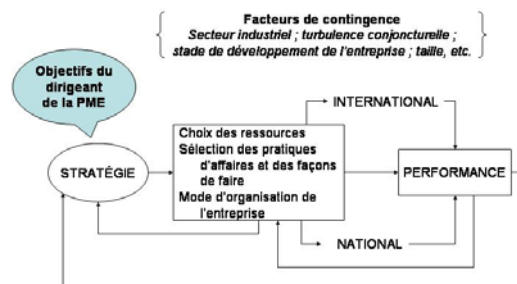 Facteurs de contingence
Secteur industriel ; turbulence conjoncturelle ;
stade de développement de l'entreprise ; taille, etc.
Objectifs du
dirigeant
de la PME
INTERNATIONAL
Choix des ressources
Sélection des pratiques
d'affaires et des façons
de faire
Mode d'organisation de
l'entreprise
STRATÉGIE
PERFORMANCE
NATIONAL